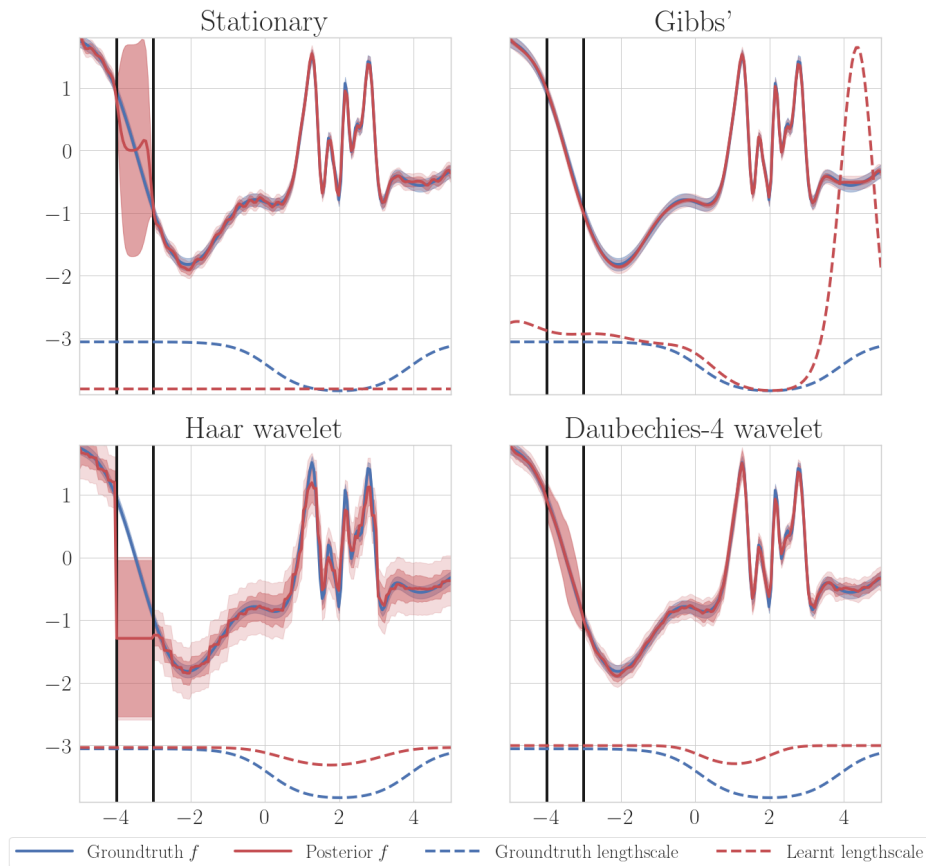 Stationary
Gibbs'
1
0
−1
−2
−3
Haar wavelet
Daubechies-4 wavelet
1
0
−1
−2
−3
−4 −2 0 2 4
−4 −2 0 2 4
Groundtruth f Posterior f Groundtruth lengthscale Learnt lengthscale